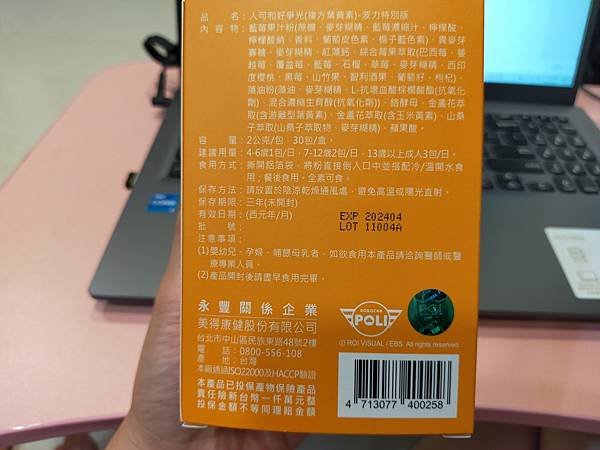 品　　名：人可和好爭光(複方葉黃素)-波力特別版
內 容 物：藍莓果汁粉(蔗糖、麥芽糊精、藍莓濃縮汁、檸檬酸、
檸檬酸鈉、香料、葡萄皮色素、梔子藍色素)、異麥芽
寡糖、麥芽糊精、紅藻鈣、綜合莓果萃取(巴西莓、蔓
越莓、覆盆莓、藍莓、石榴、草莓、麥芽糊精、西印
度櫻桃、黑莓、山竹果、智利酒果、葡萄籽、枸杞)、
藻油粉(藻油、麥芽糊精、L-抗壞血酸棕櫚酸酯(抗氧化
劑)、混合濃縮生育醇(抗氧化劑))、鉻酵母、金盞花萃
取(含游離型葉黃素)、金盞花萃取(含玉米黃素)、山桑
子萃取(山桑子萃取物、麥芽糊精)、蘋果酸。
容　　量：2公克/包，30包/盒。
建議用量：4-6歲1包/日，7-12歲2包/日，13歲以上成人3包/日。
食用方式：撕開鋁箔袋，將粉直接倒入口中並搭配冷/溫開水食
用；餐後食用。全素可食。
保存方法：請放置於陰涼乾燥通風處，避免高溫或陽光直射。
保存期限：三年(未開封)
有效日期：(西元年/月) EXP 202404
批　　號： LOT 11004A
注意事項：
(1)嬰幼兒、孕婦、哺餵母乳者，如欲食用本產品請洽詢醫師或醫
療專業人員。
(2)產品開封後請盡早食用完畢。
永豐關係企業
美得康健股份有限公司
台北市中山區民族東路48號2樓
電　　話：0800-556-108
產　　地：台灣
本廠通過ISO22000及HACCP驗證
本產品已投保產物保險產品
責任險新台幣一仟萬元整
投保金額不等同理賠金額
ROBOCAR
POLI
© ROI VISUAL / EBS. All rights reserved.
4 713077 400258